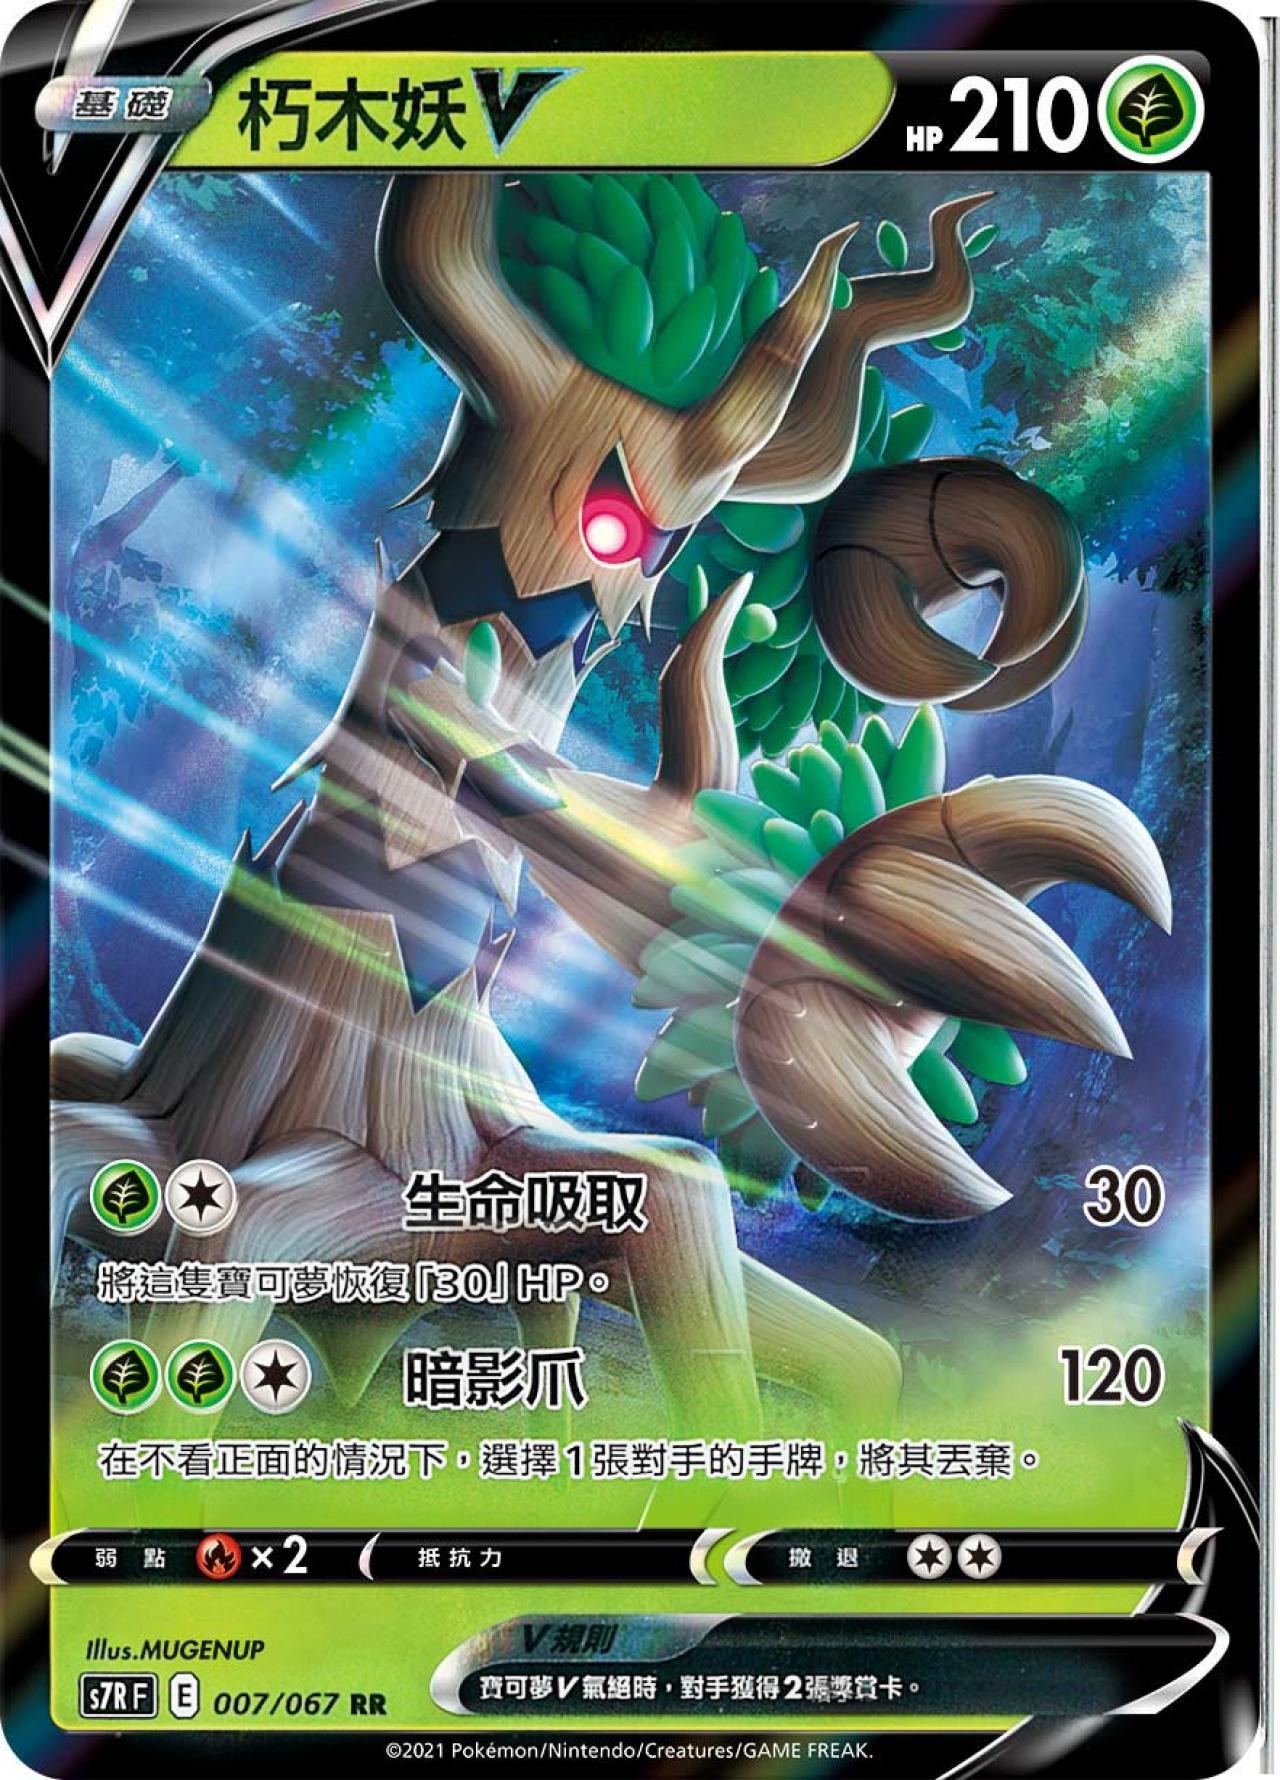 基礎
朽木妖V
HP210
生命吸取 30
將這隻寶可夢恢復「30」HP。
暗影爪 120
在不看正面的情況下，選擇1張對手的手牌，將其丟棄。
弱點 ×2 抵抗力 撤退
Illus.MUGENUP
V規則
寶可夢V氣絕時，對手獲得2張獎賞卡。
s7R F E 007/067 RR
©2021 Pokémon/Nintendo/Creatures/GAME FREAK.